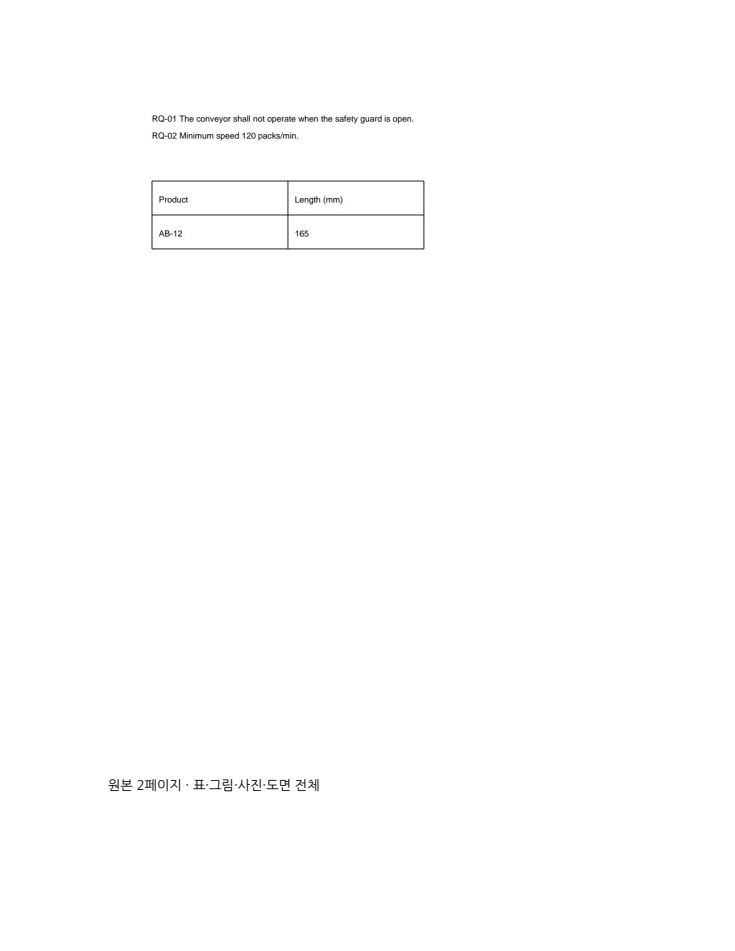 RQ-01 The conveyor shall not operate when the safety guard is open.
RQ-02 Minimum speed 120 packs/min.
Product Length (mm)
AB-12 165
원본 2페이지 · 표·그림·사진·도면 전체